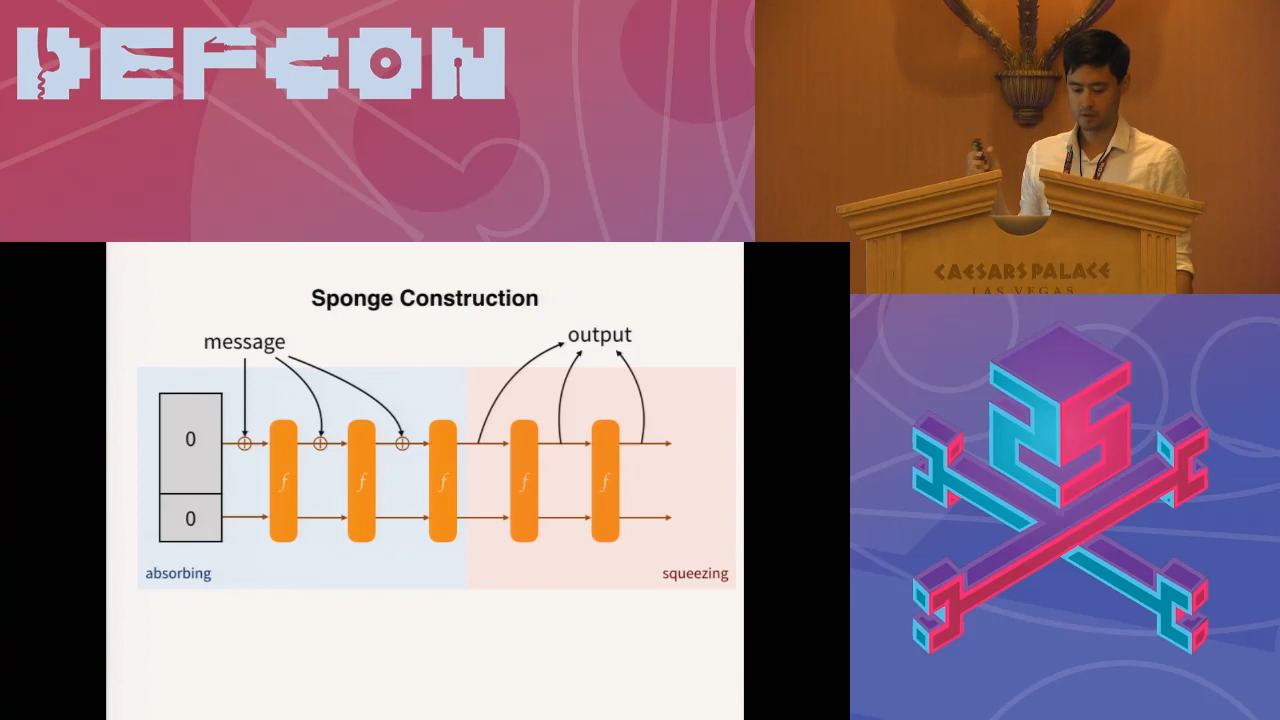 DEFCON
CAESARS PALACE
LAS VEGAS
Sponge Construction
message
output
0
0
f
f
f
f
f
absorbing
squeezing